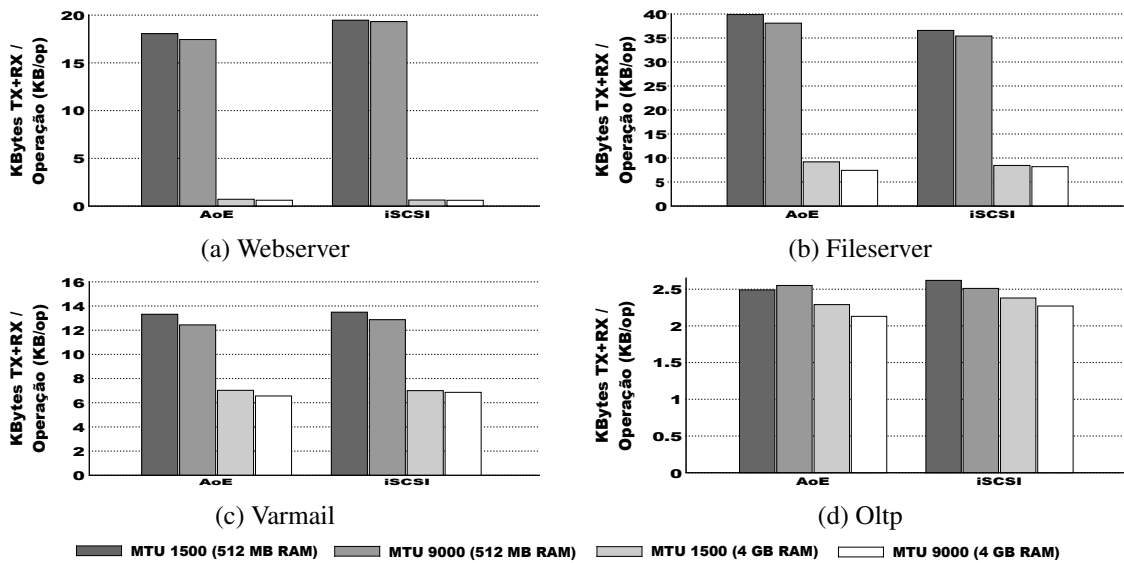 20
15
10
5
0
KBytes TX+RX /
Operação (KB/op)
AoE
iSCSI
(a) Webserver
40
35
30
25
20
15
10
5
0
KBytes TX+RX /
Operação (KB/op)
AoE
iSCSI
(b) Fileserver
16
14
12
10
8
6
4
2
0
KBytes TX+RX /
Operação (KB/op)
AoE
iSCSI
(c) Varmail
2.5
2
1.5
1
0.5
0
KBytes TX+RX /
Operação (KB/op)
AoE
iSCSI
(d) Oltp
MTU 1500 (512 MB RAM) MTU 9000 (512 MB RAM) MTU 1500 (4 GB RAM) MTU 9000 (4 GB RAM)